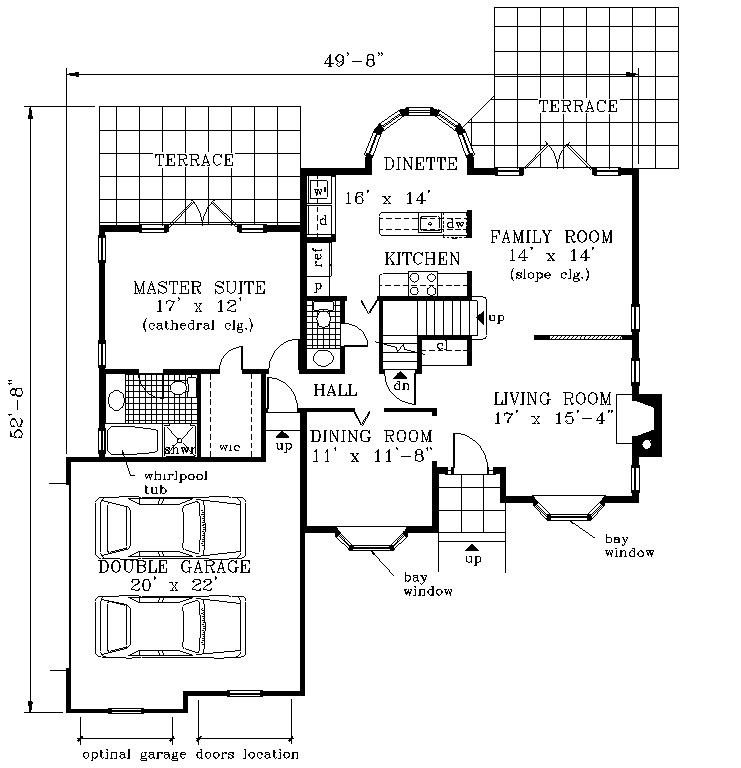 49'-8"
TERRACE
TERRACE
DINETTE
16' x 14'
w
d
dw
ref
p
KITCHEN
FAMILY ROOM
14' x 14'
(slope clg.)
MASTER SUITE
17' x 12'
(cathedral clg.)
up
cl
dn
HALL
LIVING ROOM
17' x 15'-4"
DINING ROOM
11' x 11'-8"
52'-8"
shwr
wic
up
whirlpool
tub
bay
window
up
bay
window
DOUBLE GARAGE
20' x 22'
optinal garage doors location